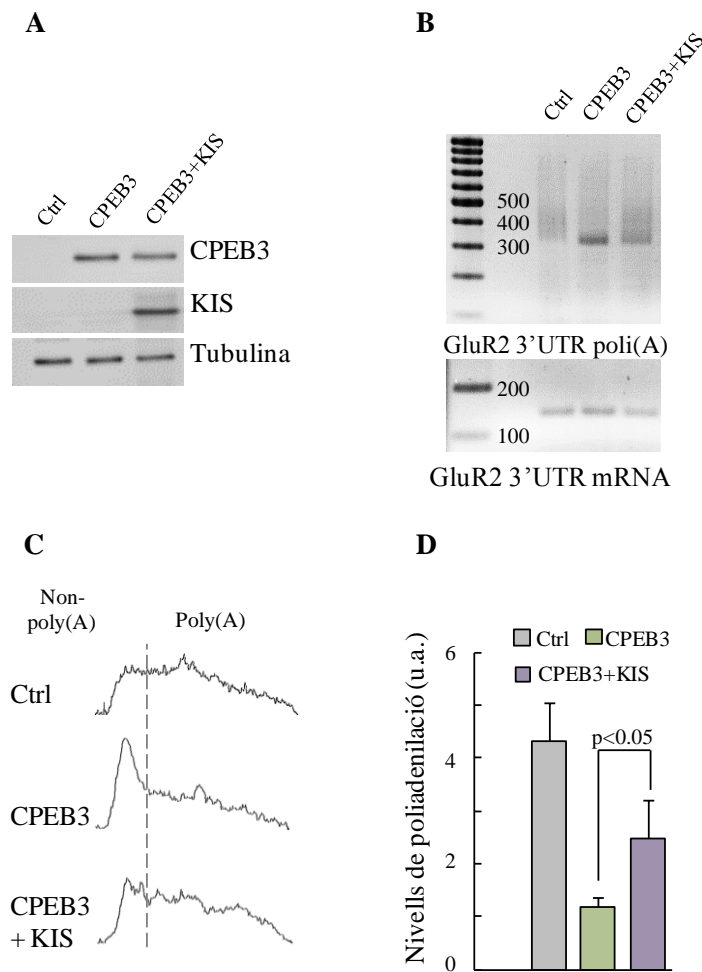 A
Ctrl
CPEB3
CPEB3+KIS
CPEB3
KIS
Tubulina
B
Ctrl
CPEB3
CPEB3+KIS
500
400
300
GluR2 3’UTR poli(A)
200
100
GluR2 3’UTR mRNA
C
Non-
poly(A)
Poly(A)
Ctrl
CPEB3
CPEB3
+ KIS
D
Nivells de poliadenilació (u.a.)
6
4
2
0
Ctrl
CPEB3
CPEB3+KIS
p<0.05